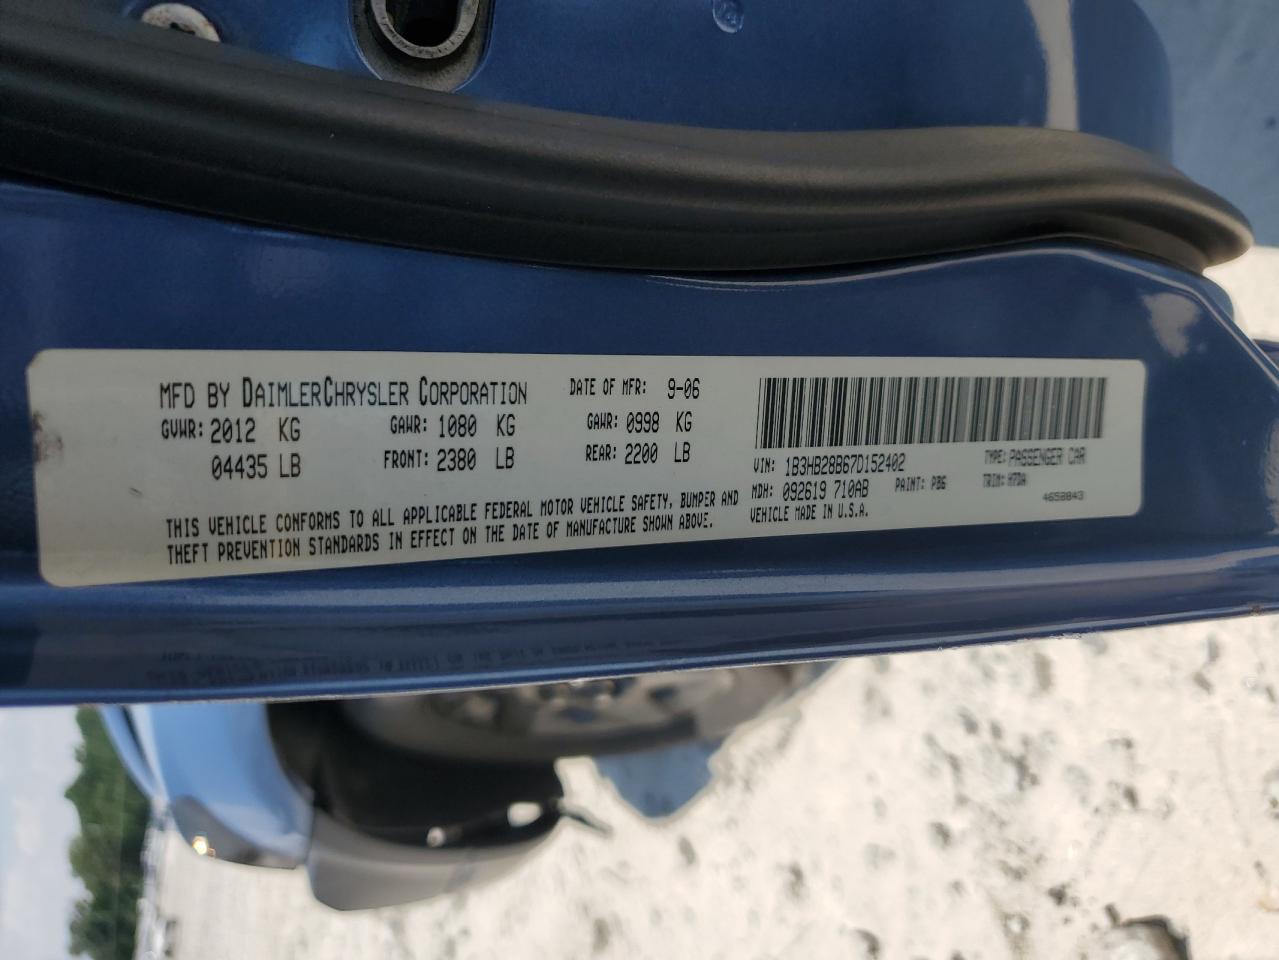 MFD BY DAIMLERCHRYSLER CORPORATION DATE OF MFR: 9-06
GVWR: 2012 KG GAWR: 1080 KG GAWR: 0998 KG
04435 LB FRONT: 2380 LB REAR: 2200 LB
THIS VEHICLE CONFORMS TO ALL APPLICABLE FEDERAL MOTOR VEHICLE SAFETY, BUMPER AND
THEFT PREVENTION STANDARDS IN EFFECT ON THE DATE OF MANUFACTURE SHOWN ABOVE.
VIN: 1B3HB28B67D152402 TYPE: PASSENGER CAR
MDH: 092619 710AB PAINT: PB6 TRIM: H7DA
VEHICLE MADE IN U.S.A. 4658843